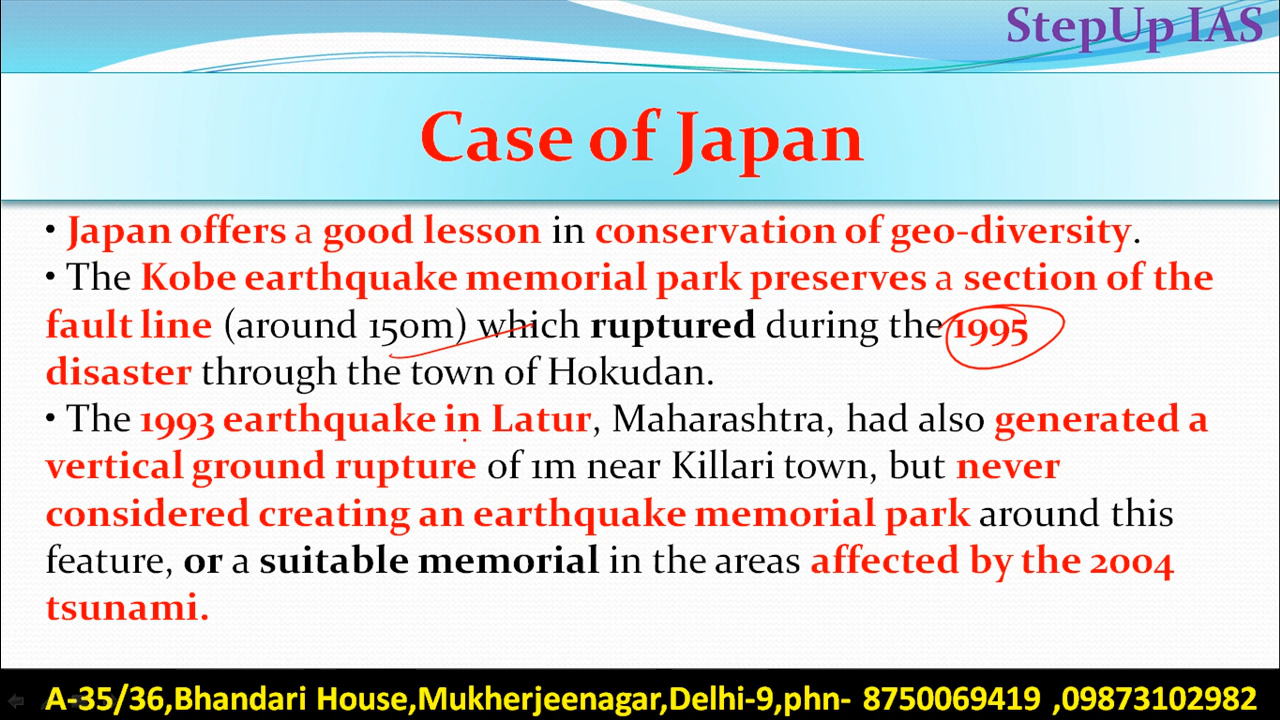 StepUp IAS
Case of Japan
• Japan offers a good lesson in conservation of geo-diversity.
• The Kobe earthquake memorial park preserves a section of the
fault line (around 150m) which ruptured during the 1995
disaster through the town of Hokudan.
• The 1993 earthquake in Latur, Maharashtra, had also generated a
vertical ground rupture of 1m near Killari town, but never
considered creating an earthquake memorial park around this
feature, or a suitable memorial in the areas affected by the 2004
tsunami.
A-35/36,Bhandari House,Mukherjeenagar,Delhi-9,phn- 8750069419 ,09873102982